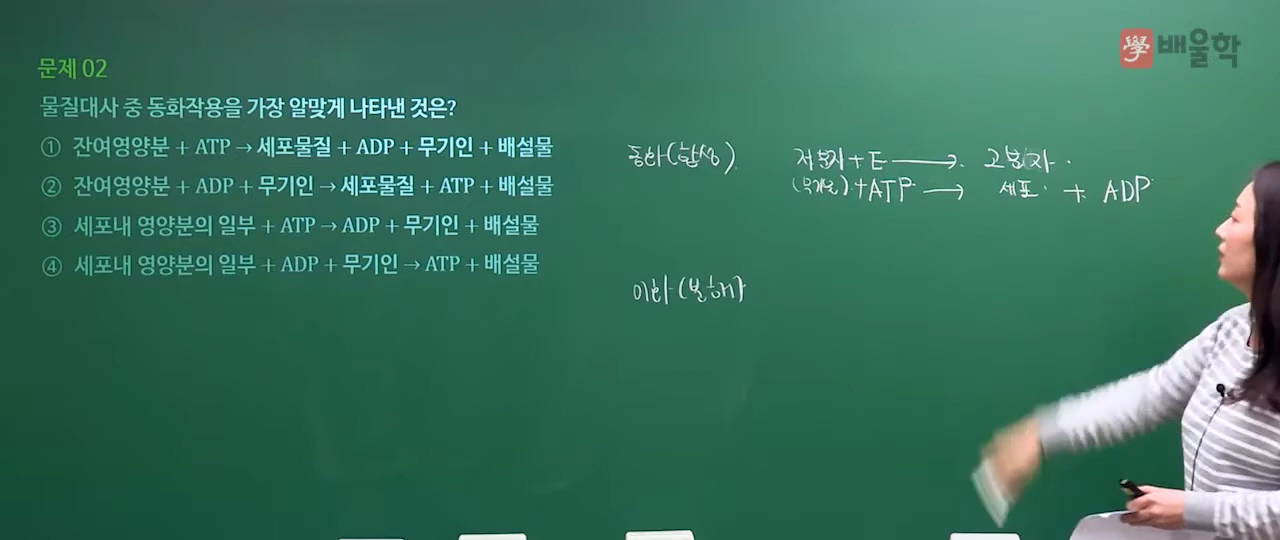 學 배울학
문제 02
물질대사 중 동화작용을 가장 알맞게 나타낸 것은?
① 잔여영양분 + ATP → 세포물질 + ADP + 무기인 + 배설물
② 잔여영양분 + ADP + 무기인 → 세포물질 + ATP + 배설물
③ 세포내 영양분의 일부 + ATP → ADP + 무기인 + 배설물
④ 세포내 영양분의 일부 + ADP + 무기인 → ATP + 배설물
동화(합성) 저분자 + E → 고분자
+ ATP → 세포 + ADP
이화(분해)